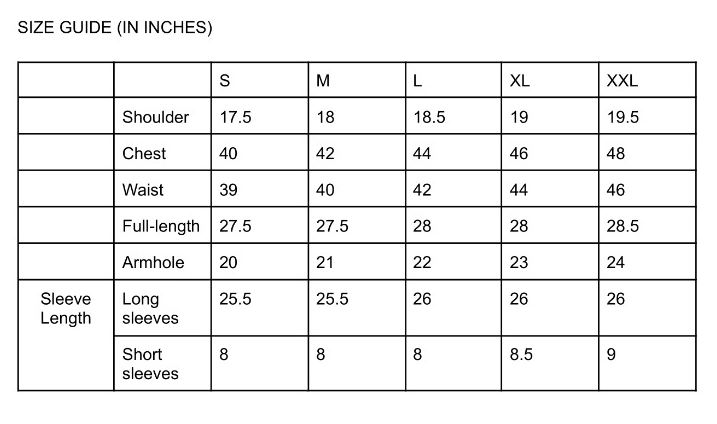 SIZE GUIDE (IN INCHES)
S M L XL XXL
Shoulder 17.5 18 18.5 19 19.5
Chest 40 42 44 46 48
Waist 39 40 42 44 46
Full-length 27.5 27.5 28 28 28.5
Armhole 20 21 22 23 24
Sleeve Length Long sleeves 25.5 25.5 26 26 26
Short sleeves 8 8 8 8.5 9